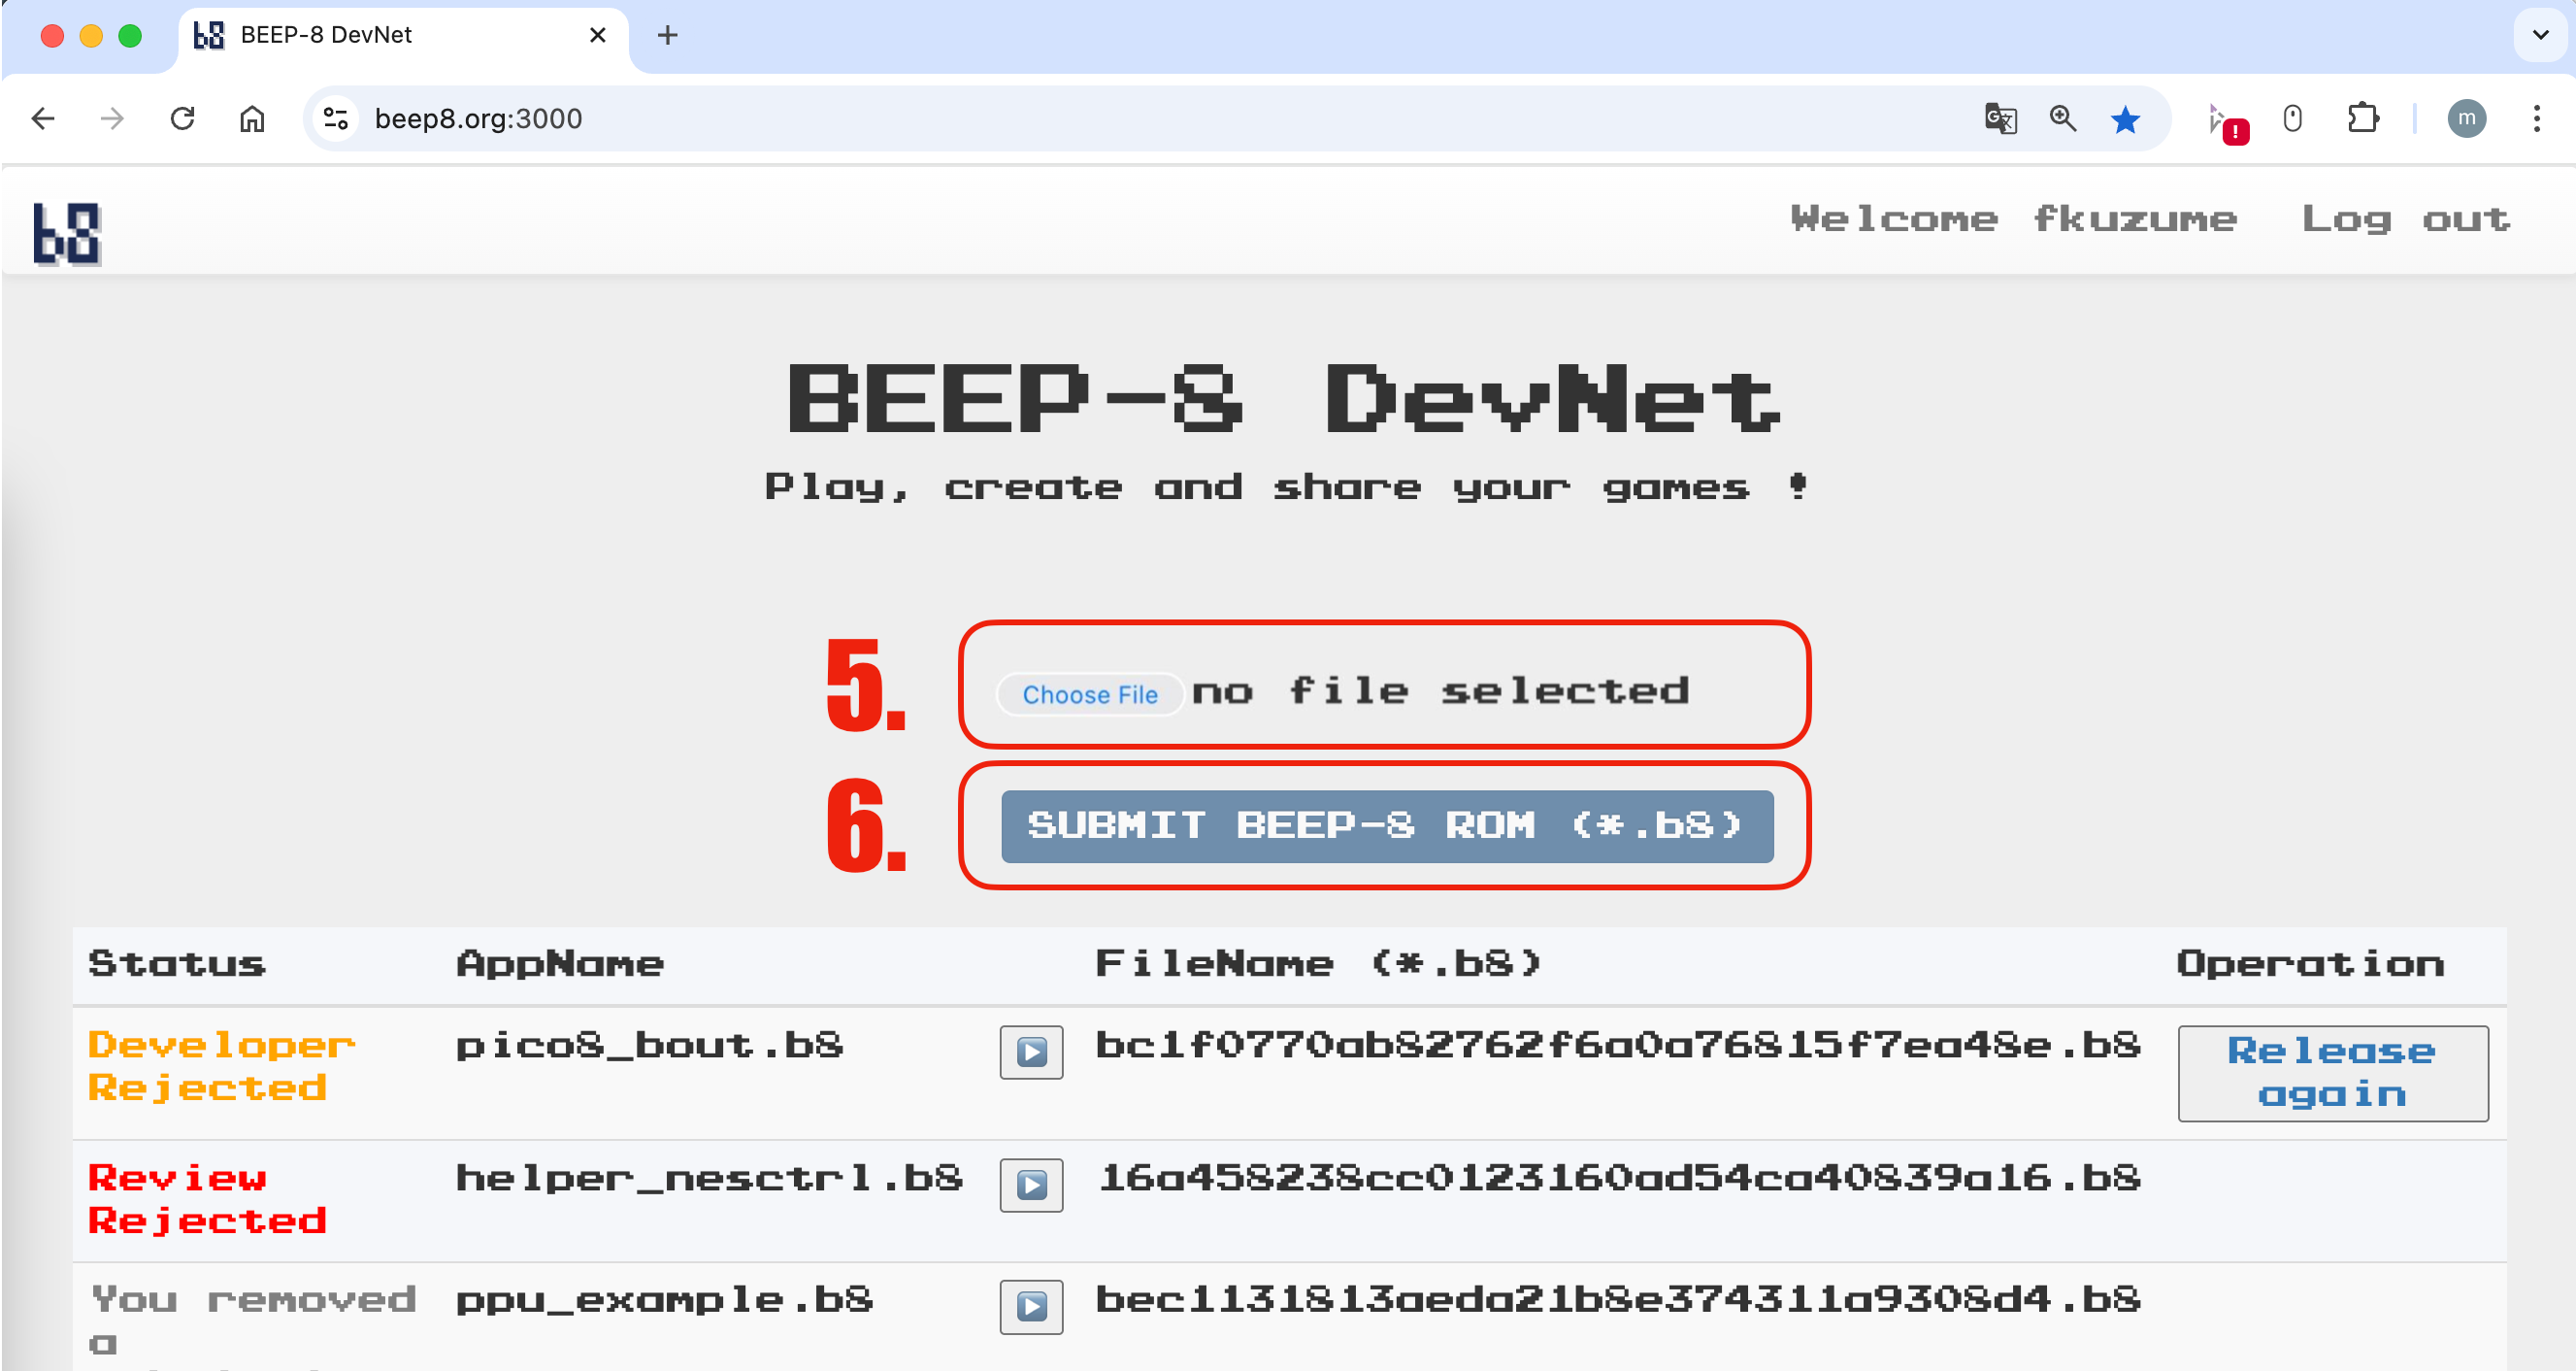 b8 BEEP-8 DevNet
beep8.org:3000
m
b8
Welcome fkuzume Log out
BEEP-8 DevNet
Play, create and share your games !
5. Choose File no file selected
6. SUBMIT BEEP-8 ROM (*.b8)
Status AppName FileName (*.b8) Operation
Developer Rejected pico8_bout.b8 bc1f0770ab82762f6a0a76815f7ea48e.b8 Release again
Review Rejected helper_nesctrl.b8 16a458238cc0123160ad54ca40839a16.b8
You removed a ppu_example.b8 bec1131813aeda21b8e374311a9308d4.b8